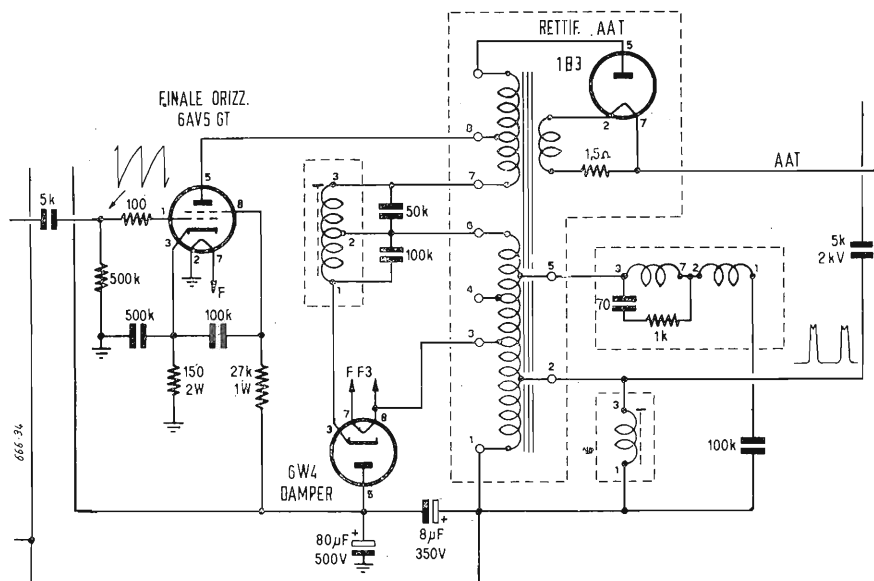 RETTIF. AAT
5
1B3
2
7
1,5Ω
AAT
FINALE ORIZZ.
6AV5 GT
5k
100
5
1
8
3
2
7
F
500k
500k
100k
150
2W
27k
1W
8
7
6
5
4
3
2
1
3
2
1
50k
100k
F F3
3
7
8
5
6W4
DAMPER
80µF
500V
+
8µF
350V
+
3
7
2
1
70
1k
5k
2kV
3
1
100k
666-34